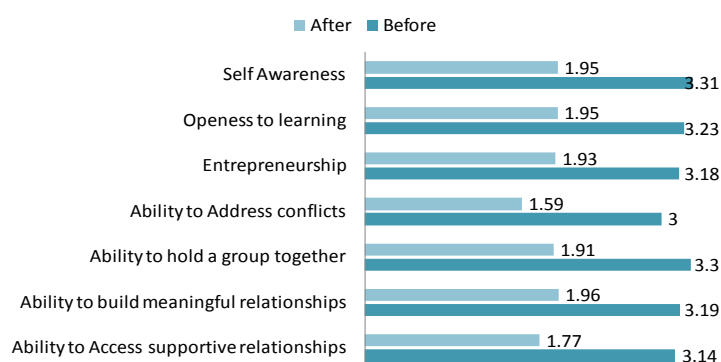 After Before
Self Awareness 1.95
3.31
Openess to learning 1.95
3.23
Entrepreneurship 1.93
3.18
Ability to Address conflicts 1.59
3
Ability to hold a group together 1.91
3.3
Ability to build meaningful relationships 1.96
3.19
Ability to Access supportive relationships 1.77
3.14